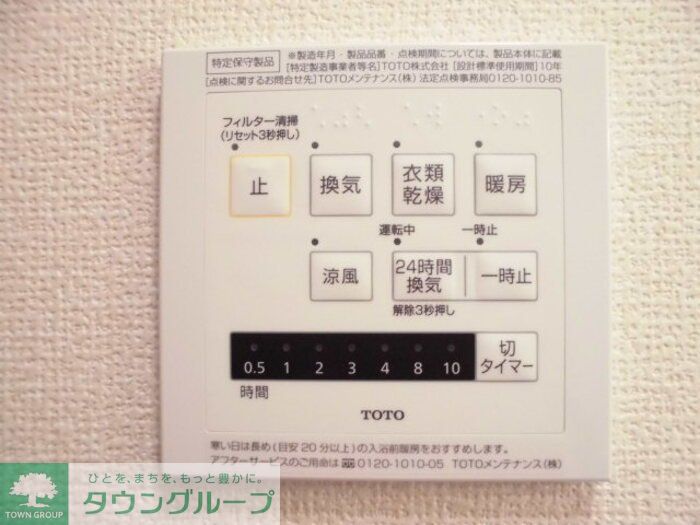 特定保守製品
※製造年月・製品品番・点検期間については、製品本体に記載
[特定製造事業者等名]TOTO株式会社 [設計標準使用期間]10年
[点検に関するお問合せ先]TOTOメンテナンス(株) 法定点検事務局0120-1010-85
フィルター清掃
(リセット3秒押し)
止
換気
衣類
乾燥
暖房
運転中
一時止
涼風
24時間
換気
一時止
解除3秒押し
0.5 1 2 3 4 8 10
時間
切
タイマー
TOTO
寒い日は長め(目安20分以上)の入浴前暖房をおすすめします。
アフターサービスのご用命は 0120-1010-05 TOTOメンテナンス(株)
ひとを、まちを、もっと豊かに。
タウングループ
TOWN GROUP